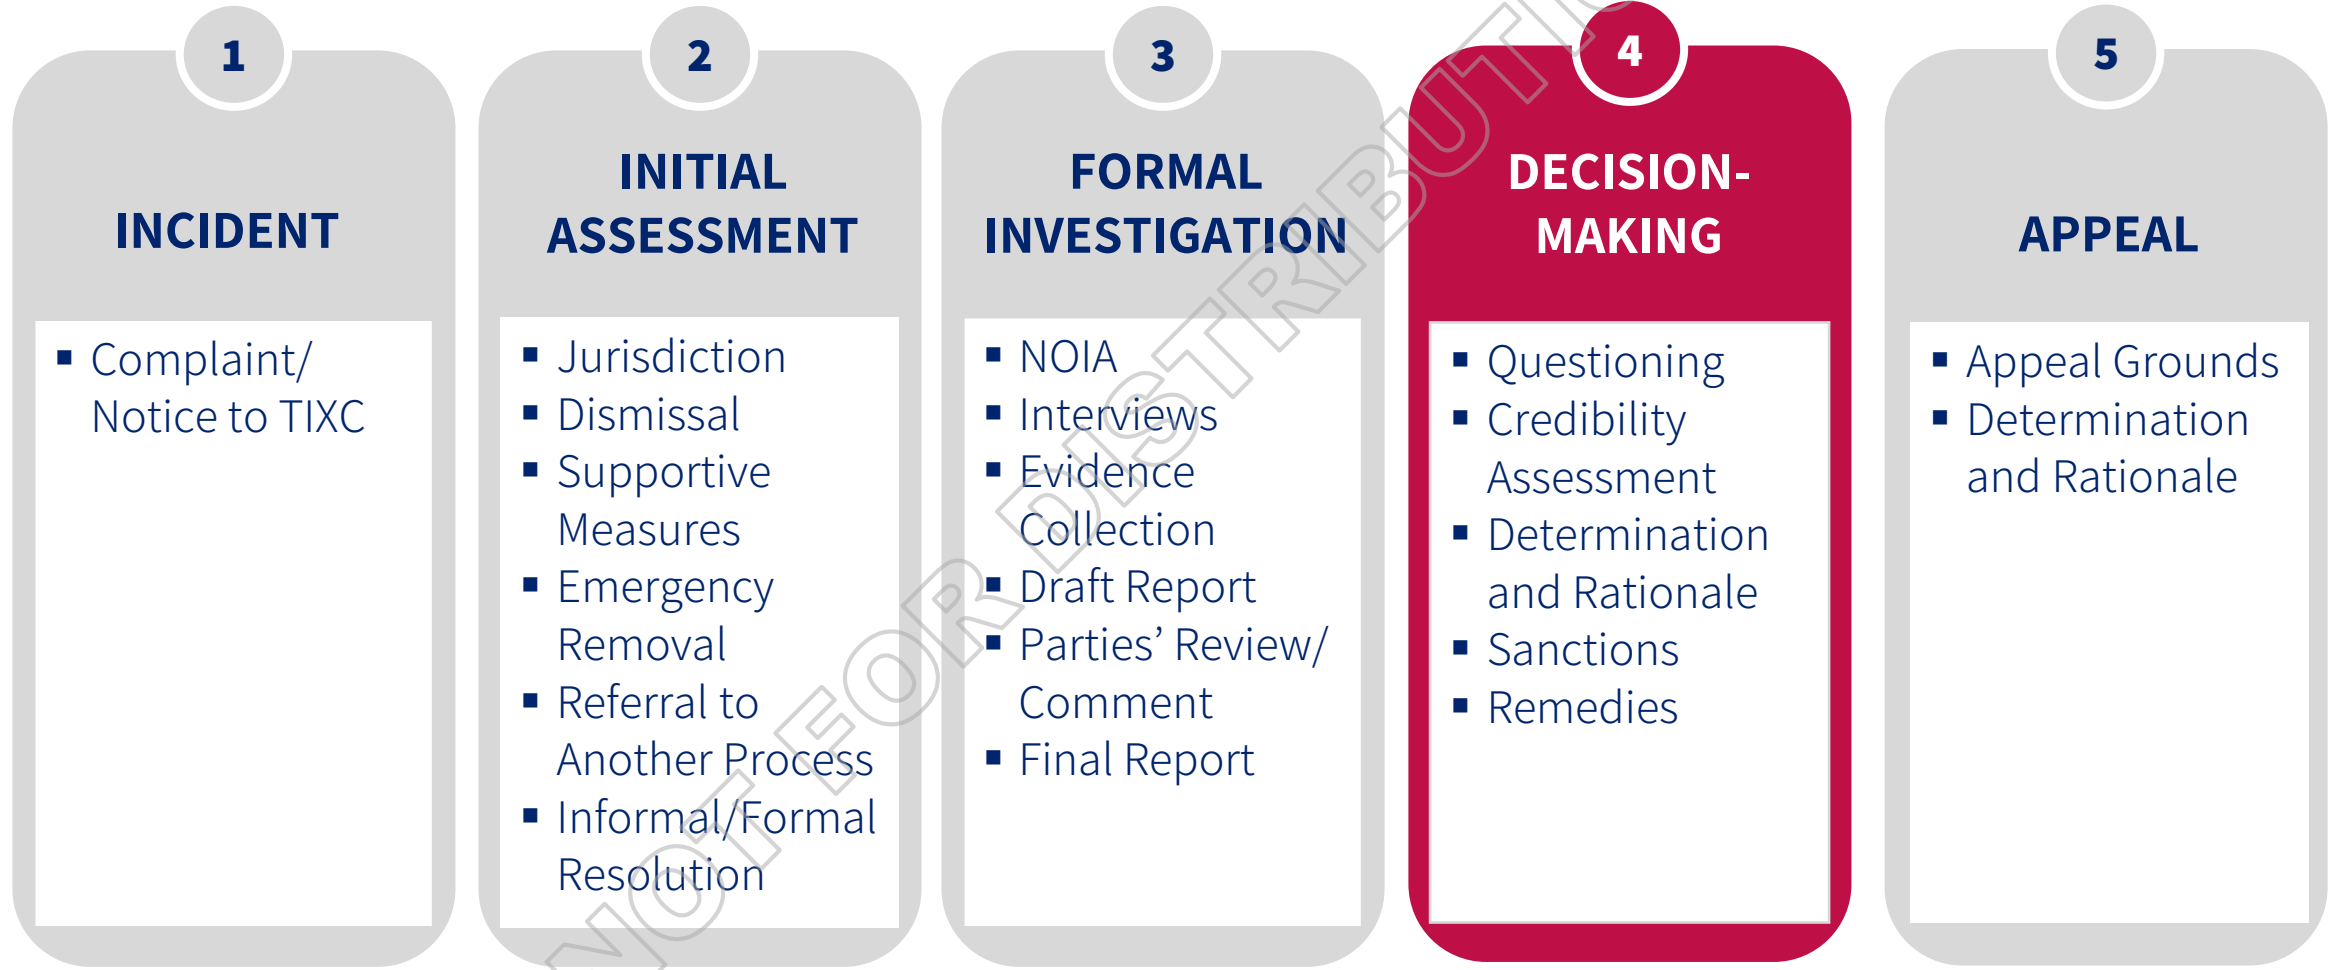 1
INCIDENT
▪ Complaint/
Notice to TIXC
2
INITIAL
ASSESSMENT
▪ Jurisdiction
▪ Dismissal
▪ Supportive
Measures
▪ Emergency
Removal
▪ Referral to
Another Process
▪ Informal/Formal
Resolution
3
FORMAL
INVESTIGATION
▪ NOIA
▪ Interviews
▪ Evidence
Collection
▪ Draft Report
▪ Parties’ Review/
Comment
▪ Final Report
4
DECISION-
MAKING
▪ Questioning
▪ Credibility
Assessment
▪ Determination
and Rationale
▪ Sanctions
▪ Remedies
5
APPEAL
▪ Appeal Grounds
▪ Determination
and Rationale
NOT FOR DISTRIBUTIO